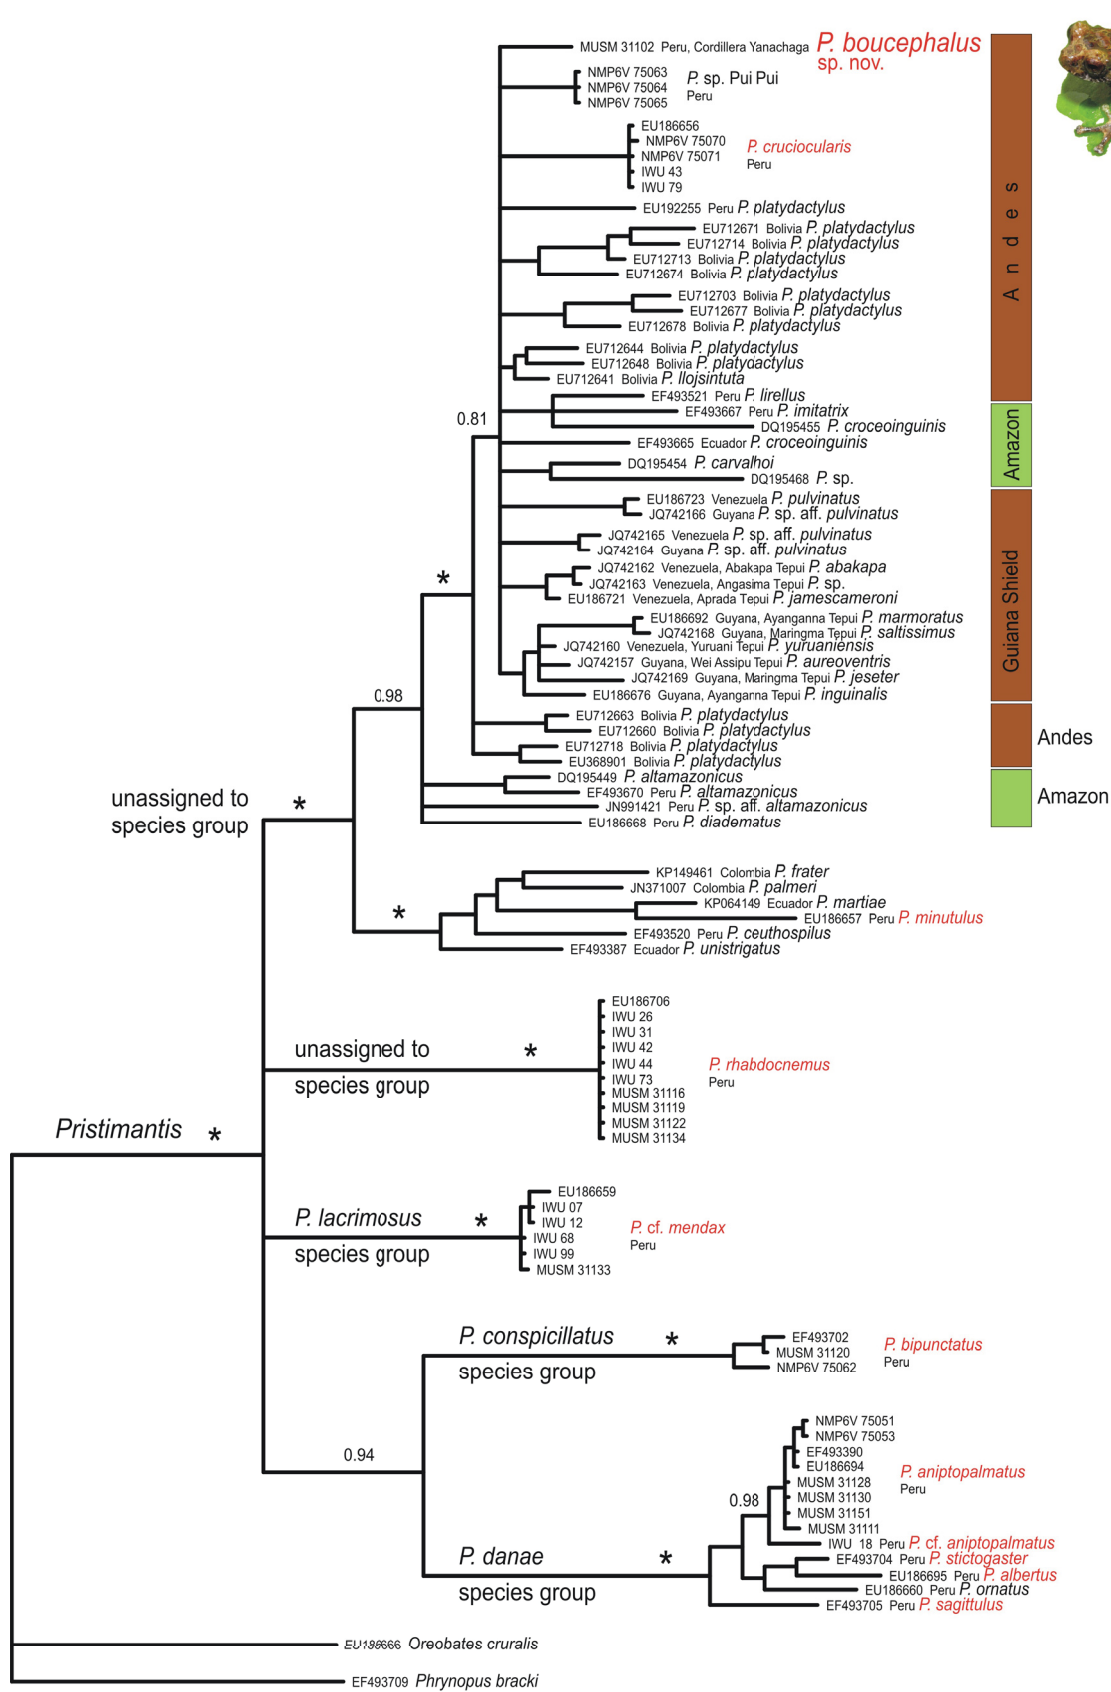 MUSM 31102 Peru, Cordillera Yanachaga P. boucephalus
sp. nov.
NMP6V 75063
NMP6V 75064
NMP6V 75065
P. sp. Pui Pui
Peru
EU186656
NMP6V 75070
NMP6V 75071
IWU 43
IWU 79
P. cruciocularis
Peru
EU192255 Peru P. platydactylus
EU712671 Bolivia P. platydactylus
EU712714 Bolivia P. platydactylus
EU712713 Bolivia P. platydactylus
EU712674 Bolivia P. platydactylus
EU712703 Bolivia P. platydactylus
EU712677 Bolivia P. platydactylus
EU712678 Bolivia P. platydactylus
EU712644 Bolivia P. platydactylus
EU712648 Bolivia P. platydactylus
EU712641 Bolivia P. llojsintuta
Andes
EF493521 Peru P. lirellus
EF493667 Peru P. imitatrix
DQ195455 P. croceoinguinis
EF493665 Ecuador P. croceoinguinis
DQ195454 P. carvalhoi
DQ195468 P. sp.
Amazon
0.81
EU186723 Venezuela P. pulvinatus
JQ742166 Guyana P. sp. aff. pulvinatus
JQ742165 Venezuela P. sp. aff. pulvinatus
JQ742164 Guyana P. sp. aff. pulvinatus
JQ742162 Venezuela, Abakapa Tepui P. abakapa
JQ742163 Venezuela, Angasima Tepui P. sp.
EU186721 Venezuela, Aprada Tepui P. jamescameroni
EU186692 Guyana, Ayanganna Tepui P. marmoratus
JQ742168 Guyana, Maringma Tepui P. saltissimus
JQ742160 Venezuela, Yuruani Tepui P. yuruaniensis
JQ742157 Guyana, Wei Assipu Tepui P. aureoventris
JQ742169 Guyana, Maringma Tepui P. jeseter
EU186676 Guyana, Ayanganna Tepui P. inguinalis
Guiana Shield
*
0.98
EU712663 Bolivia P. platydactylus
EU712660 Bolivia P. platydactylus
EU712718 Bolivia P. platydactylus
EU368901 Bolivia P. platydactylus
Andes
DQ195449 P. altamazonicus
EF493670 Peru P. altamazonicus
JN991421 Peru P. sp. aff. altamazonicus
EU186668 Peru P. diadematus
Amazon
unassigned to *
species group
KP149461 Colombia P. frater
JN371007 Colombia P. palmeri
KP064149 Ecuador P. martiae
EU186657 Peru P. minutulus
EF493520 Peru P. ceuthospilus
EF493387 Ecuador P. unistrigatus
*
EU186706
IWU 26
IWU 31
IWU 42
IWU 44
IWU 73
MUSM 31116
MUSM 31119
MUSM 31122
MUSM 31134
unassigned to *
species group
P. rhabdocnemus
Peru
Pristimantis *
EU186659
IWU 07
IWU 12
IWU 68
IWU 99
MUSM 31133
P. lacrimosus *
species group
P. cf. mendax
Peru
P. conspicillatus *
species group
EF493702
MUSM 31120
NMP6V 75062
P. bipunctatus
Peru
0.94
NMP6V 75051
NMP6V 75053
EF493390
EU186694
MUSM 31128
MUSM 31130
MUSM 31151
MUSM 31111
P. aniptopalmatus
Peru
0.98
IWU 18 Peru P. cf. aniptopalmatus
EF493704 Peru P. stictogaster
EU186695 Peru P. albertus
EU186660 Peru P. ornatus
EF493705 Peru P. sagittulus
P. danae *
species group
EU186666 Oreobates cruralis
EF493709 Phrynopus bracki